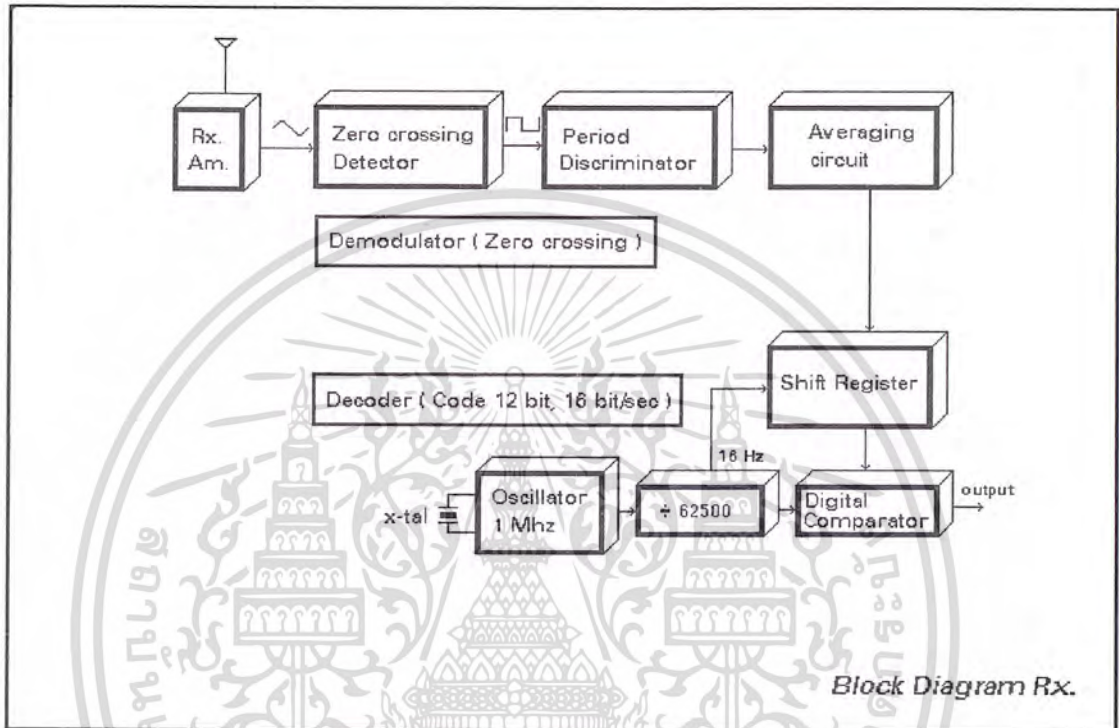 Rx.
Am.
Zero crossing
Detector
Period
Discriminator
Averaging
circuit
Demodulator ( Zero crossing )
Shift Register
Decoder ( Code 12 bit, 16 bit/sec )
16 Hz
x-tal
Oscillator
1 Mhz
÷ 62500
Digital
Comparator
output
Block Diagram Rx.